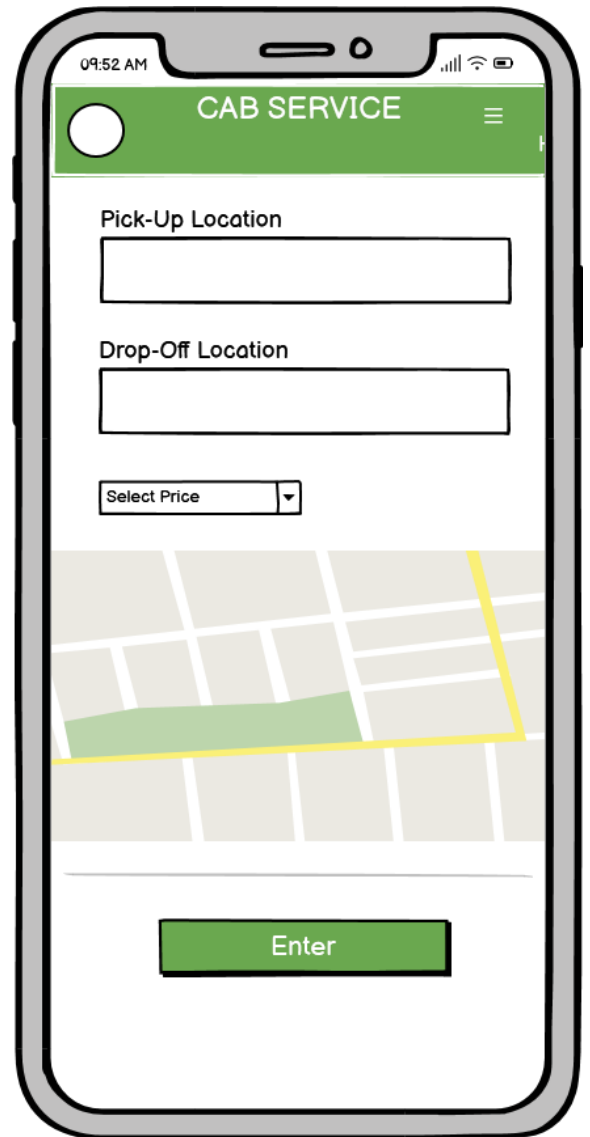 09:52 AM
CAB SERVICE
Pick-Up Location
Drop-Off Location
Select Price
Enter